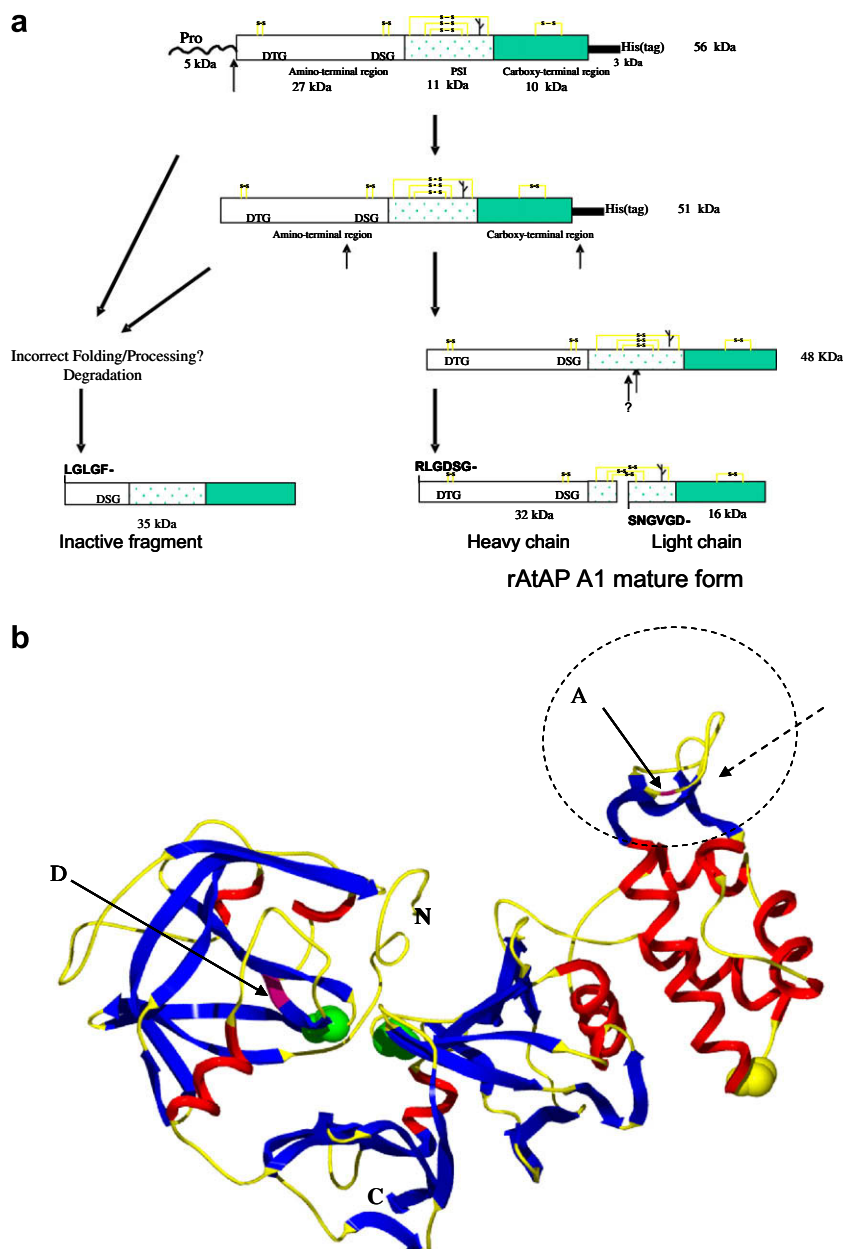 a
s-s s-s s-s s-s s-s s-s
Pro
5 kDa
DTG DSG
His(tag) 56 kDa
3 kDa
Amino-terminal region PSI Carboxy-terminal region
27 kDa 11 kDa 10 kDa
s-s s-s s-s s-s s-s s-s
DTG DSG
His(tag) 51 kDa
Amino-terminal region Carboxy-terminal region
Incorrect Folding/Processing?
Degradation
s-s s-s s-s s-s s-s s-s
DTG DSG
48 KDa
?
LGLGF-
DSG
35 kDa
Inactive fragment
RLGDSG-
s-s s-s s-s s-s s-s s-s
DTG DSG
SNGVGD-
32 kDa 16 kDa
Heavy chain Light chain
rAtAP A1 mature form
b
A
D
N
C